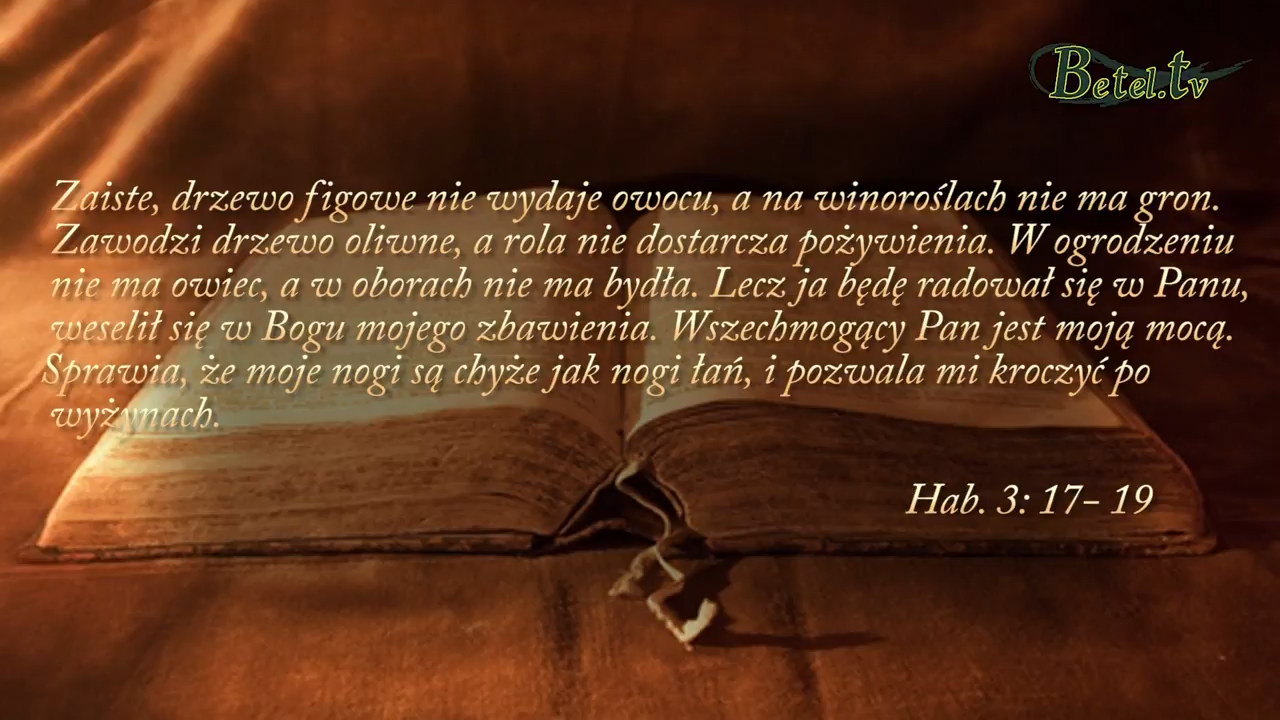 Betel.tv
Zaiste, drzewo figowe nie wydaje owocu, a na winoroślach nie ma gron.
Zawodzi drzewo oliwne, a rola nie dostarcza pożywienia. W ogrodzeniu
nie ma owiec, a w oborach nie ma bydła. Lecz ja będę radował się w Panu,
weselił się w Bogu mojego zbawienia. Wszechmogący Pan jest moją mocą.
Sprawia, że moje nogi są chyże jak nogi łań, i pozwala mi kroczyć po
wyżynach.
Hab. 3: 17– 19